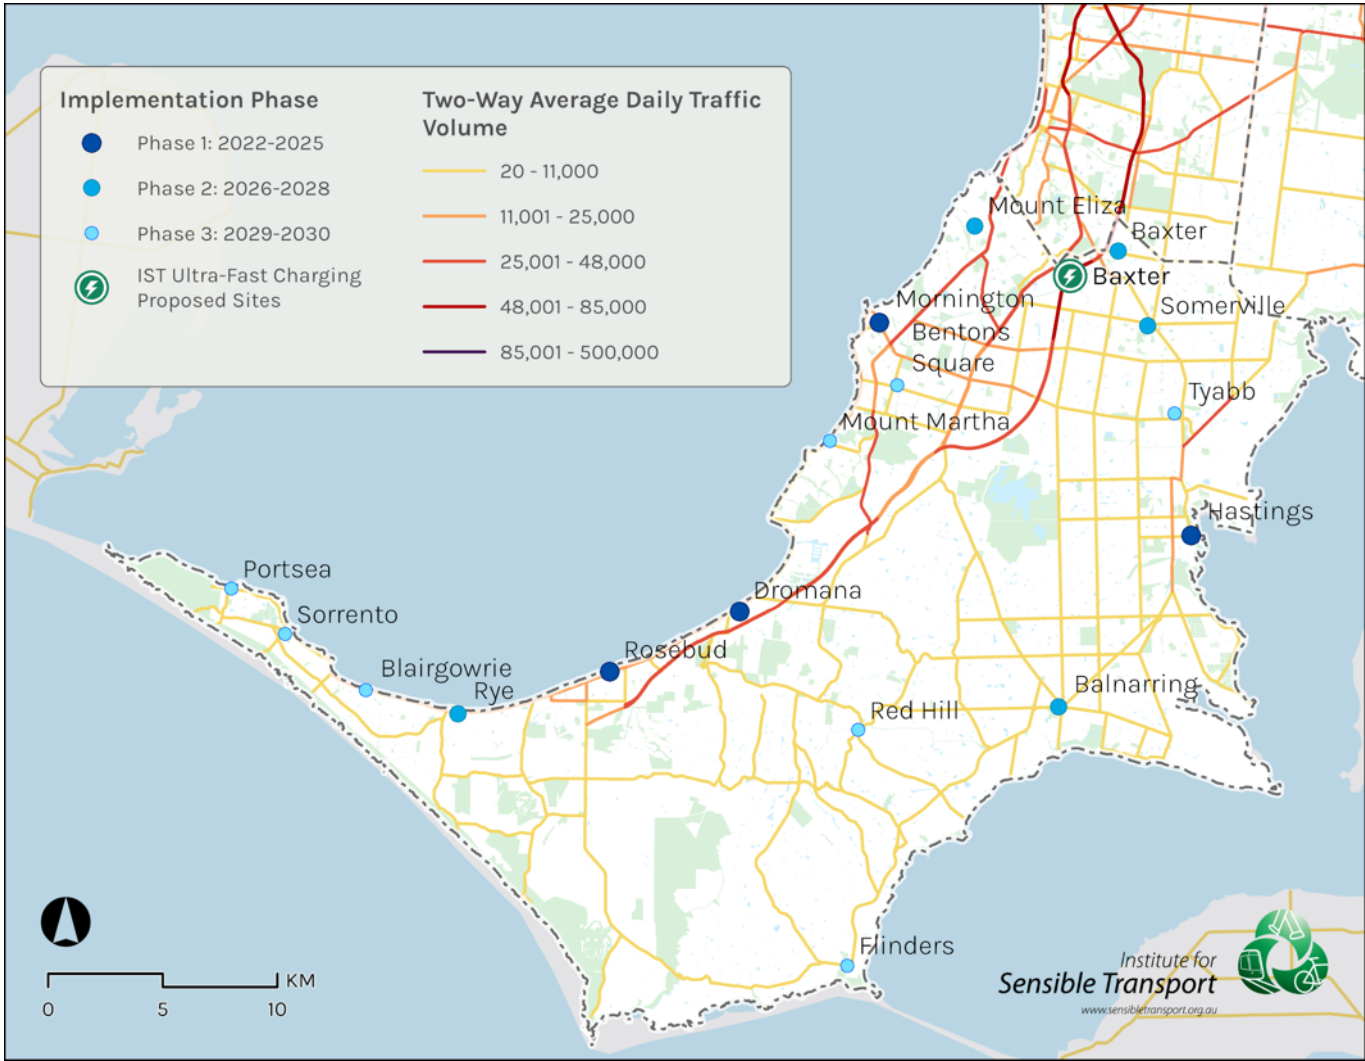 Implementation Phase
Phase 1: 2022-2025
Phase 2: 2026-2028
Phase 3: 2029-2030
IST Ultra-Fast Charging
Proposed Sites
Two-Way Average Daily Traffic
Volume
20 - 11,000
11,001 - 25,000
25,001 - 48,000
48,001 - 85,000
85,001 - 500,000
Mount Eliza
Baxter
Baxter
Mornington
Somerville
Bentons
Square
Tyabb
Mount Martha
Hastings
Portsea
Dromana
Sorrento
Rosebud
Blairgowrie
Rye
Balnarring
Red Hill
Flinders
KM
0 5 10
Institute for
Sensible Transport
www.sensibletransport.org.au